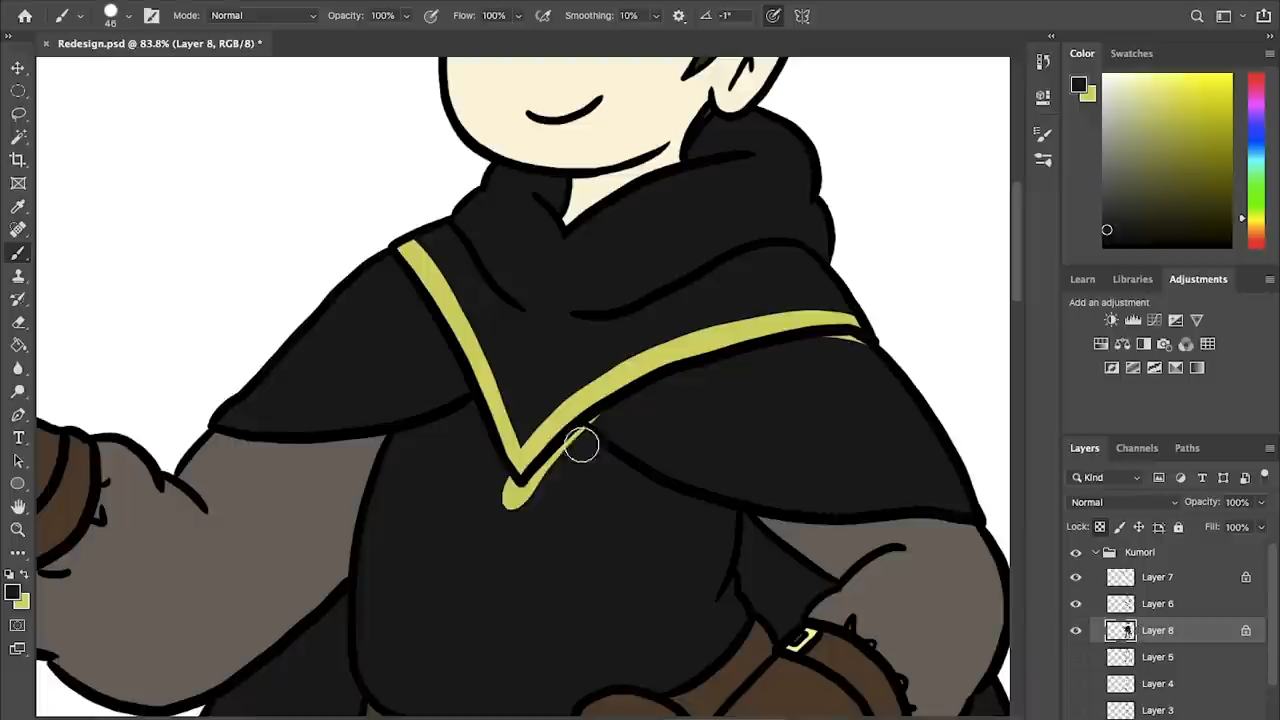 46
Mode: Normal
Opacity: 100%
Flow: 100%
Smoothing: 10%
-1°
Redesign.psd @ 83.8% (Layer 8, RGB/8) *
Color Swatches
Learn Libraries Adjustments
Add an adjustment
Layers Channels Paths
Kind
Normal Opacity: 100%
Lock: Fill: 100%
Kumori
Layer 7
Layer 6
Layer 8
Layer 5
Layer 4
Layer 3